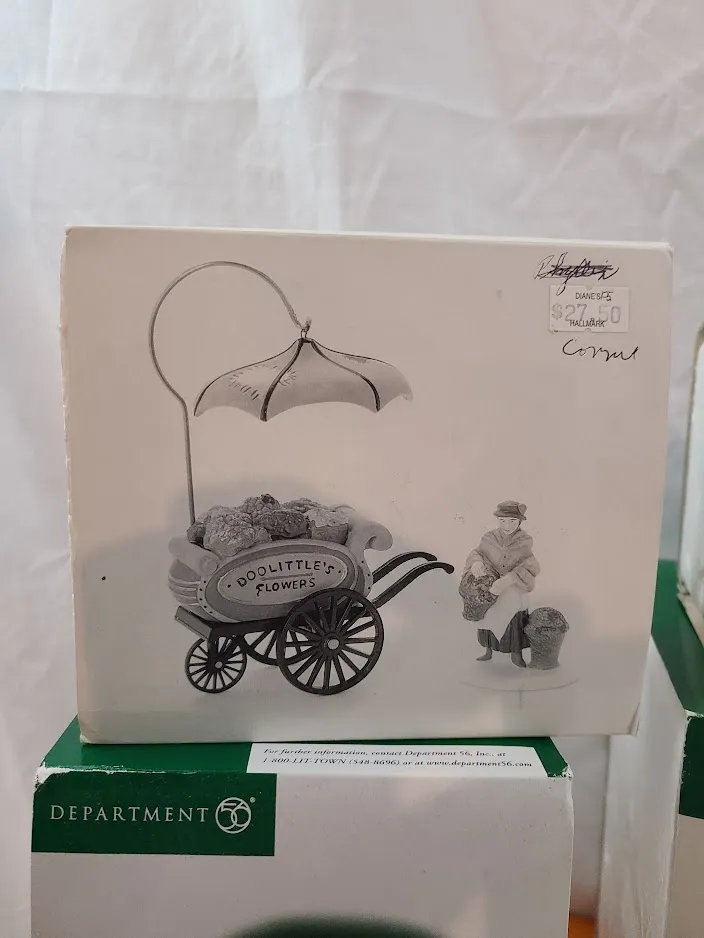 DIANE'S
$27.50
HALLMARK
DOOLITTLE'S
FLOWERS
For further information, contact Department 56, Inc., at
1-800-LIT-TOWN (548-8696) or at www.department56.com
DEPARTMENT 56®